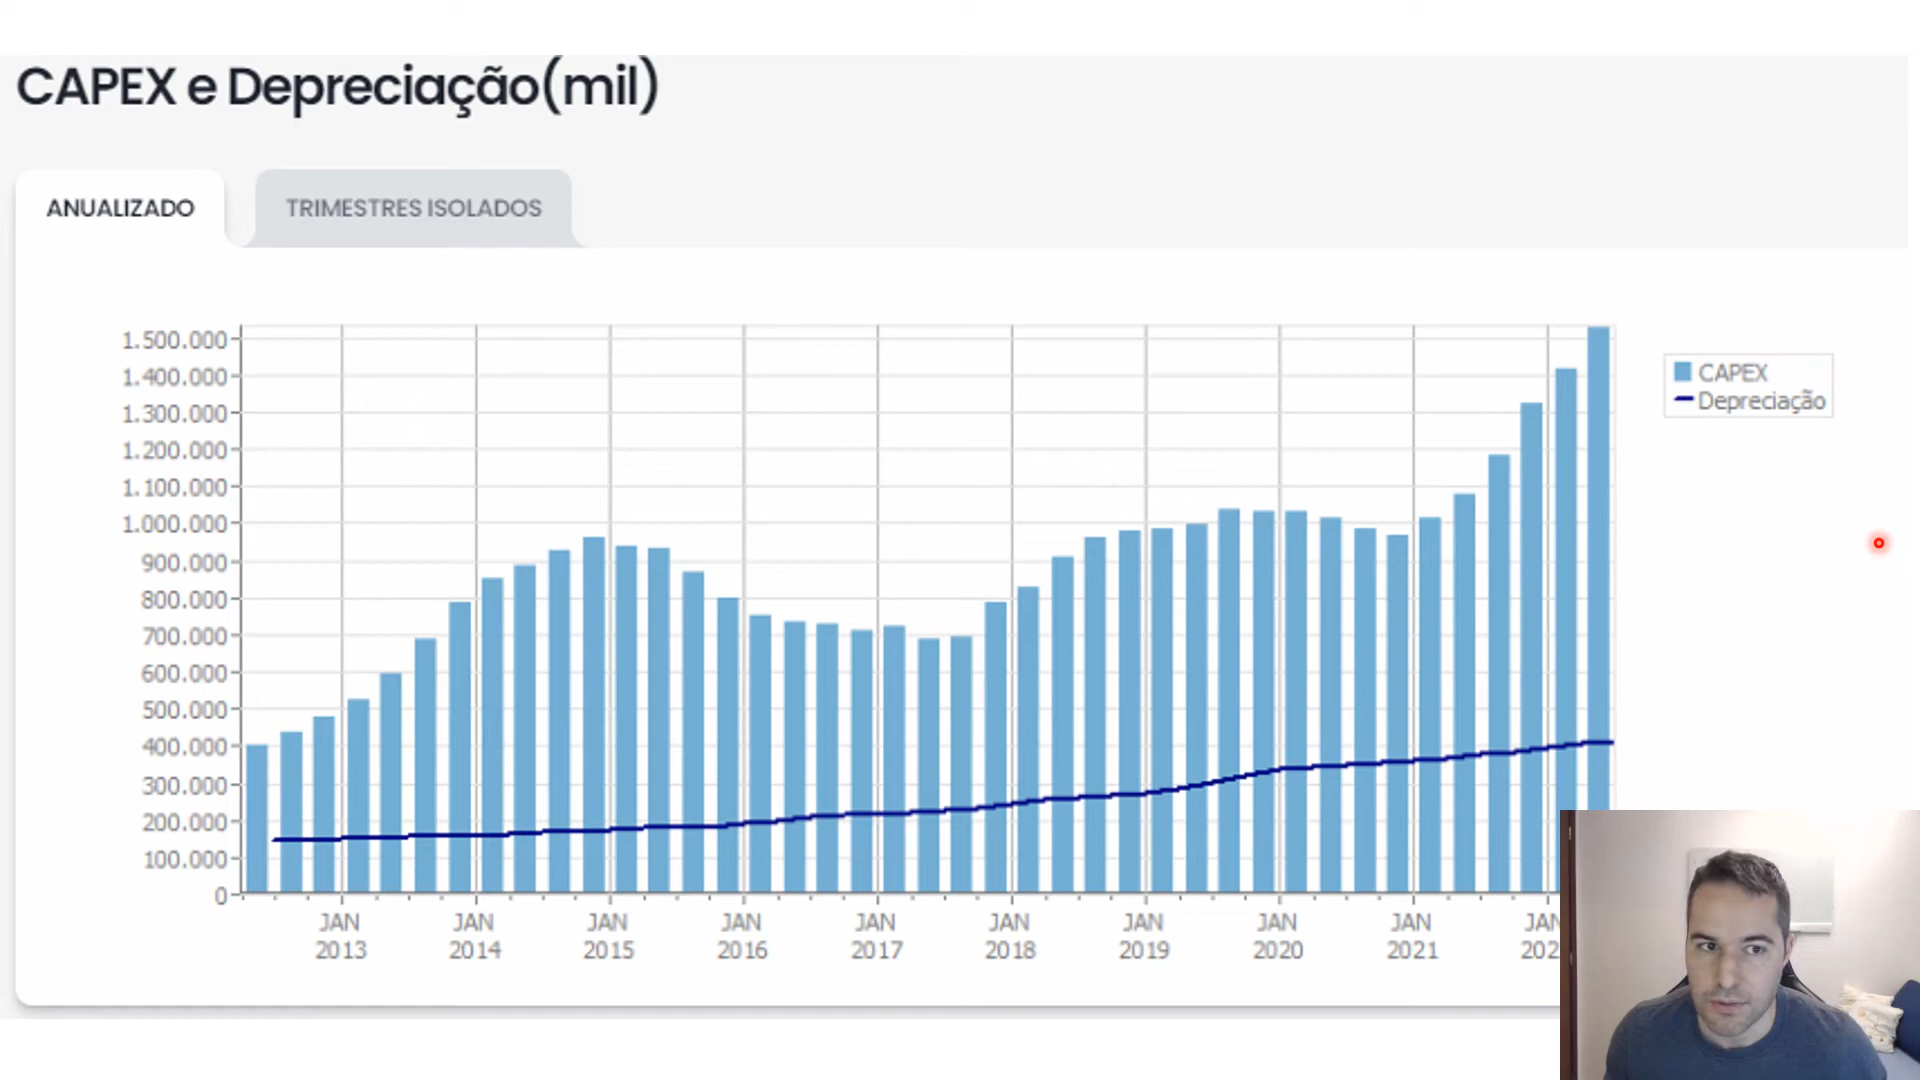 CAPEX e Depreciação(mil)
ANUALIZADO
TRIMESTRES ISOLADOS
1.500.000
1.400.000
1.300.000
1.200.000
1.100.000
1.000.000
900.000
800.000
700.000
600.000
500.000
400.000
300.000
200.000
100.000
0
CAPEX
Depreciação
JAN JAN JAN JAN JAN JAN JAN JAN JAN
2013 2014 2015 2016 2017 2018 2019 2020 2021